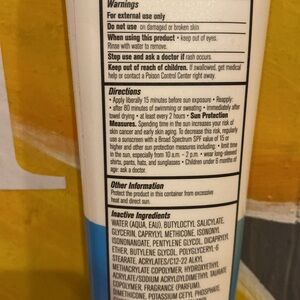 Warnings
For external use only
Do not use on damaged or broken skin
When using this product • keep out of eyes.
Rinse with water to remove.
Stop use and ask a doctor if rash occurs.
Keep out of reach of children. If swallowed, get medical
help or contact a Poison Control Center right away.
Directions
• Apply liberally 15 minutes before sun exposure • Reapply:
• after 80 minutes of swimming or sweating • immediately after
towel drying • at least every 2 hours • Sun Protection
Measures. Spending time in the sun increases your risk of
skin cancer and early skin aging. To decrease this risk, regularly
use a sunscreen with a Broad Spectrum SPF value of 15 or
higher and other sun protection measures including: • limit time
in the sun, especially from 10 a.m. – 2 p.m. • wear long-sleeved
shirts, pants, hats, and sunglasses • Children under 6 months of
age: ask a doctor.
Other Information
Protect the product in this container from excessive
heat and direct sun.
Inactive Ingredients
WATER (AQUA, EAU), BUTYLOCTYL SALICYLATE,
GLYCERIN, CAPRYLYL METHICONE, ISONONYL
ISONONANOATE, PENTYLENE GLYCOL, DICAPRYLYL
ETHER, BUTYLENE GLYCOL, POLYGLYCERYL-6
STEARATE, ACRYLATES/C12-22 ALKYL
METHACRYLATE COPOLYMER, HYDROXYETHYL
ACRYLATE/SODIUM ACRYLOYLDIMETHYL TAURATE
COPOLYMER, FRAGRANCE (PARFUM),
DIMETHICONE, POTASSIUM CETYL PHOSPHATE,